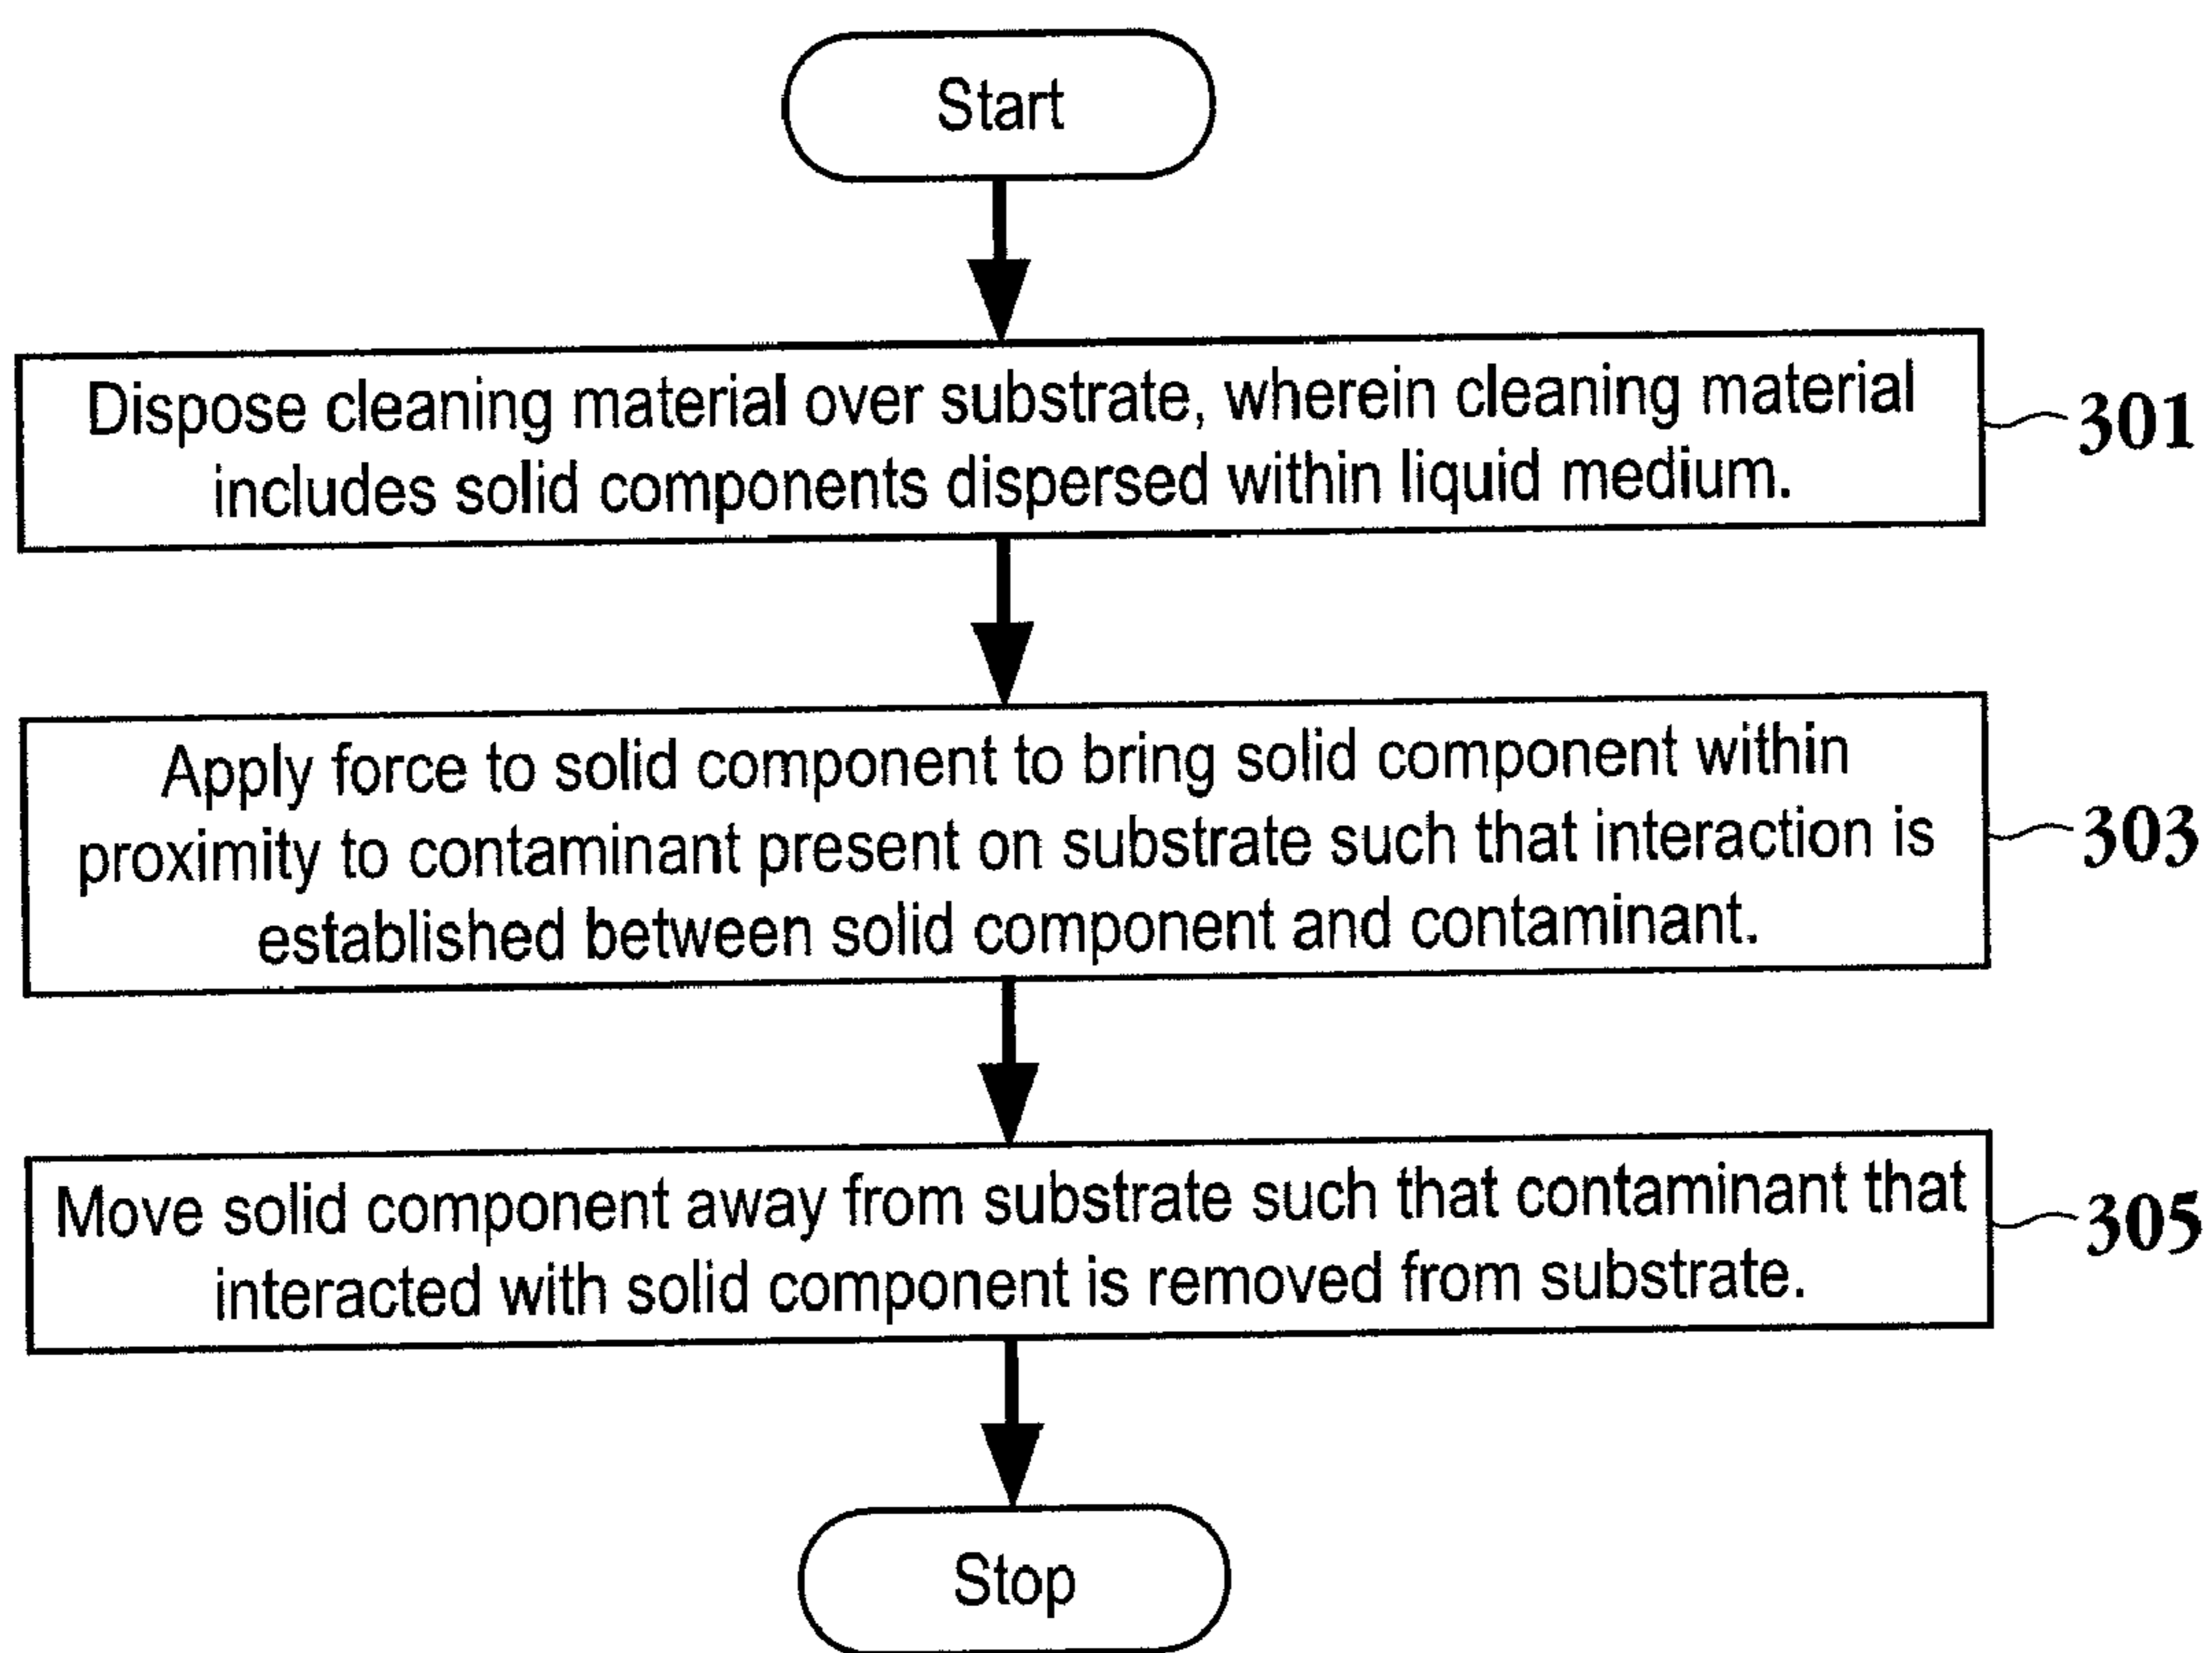 Start
Dispose cleaning material over substrate, wherein cleaning material
includes solid components dispersed within liquid medium.
301
Apply force to solid component to bring solid component within
proximity to contaminant present on substrate such that interaction is
established between solid component and contaminant.
303
Move solid component away from substrate such that contaminant that
interacted with solid component is removed from substrate.
305
Stop